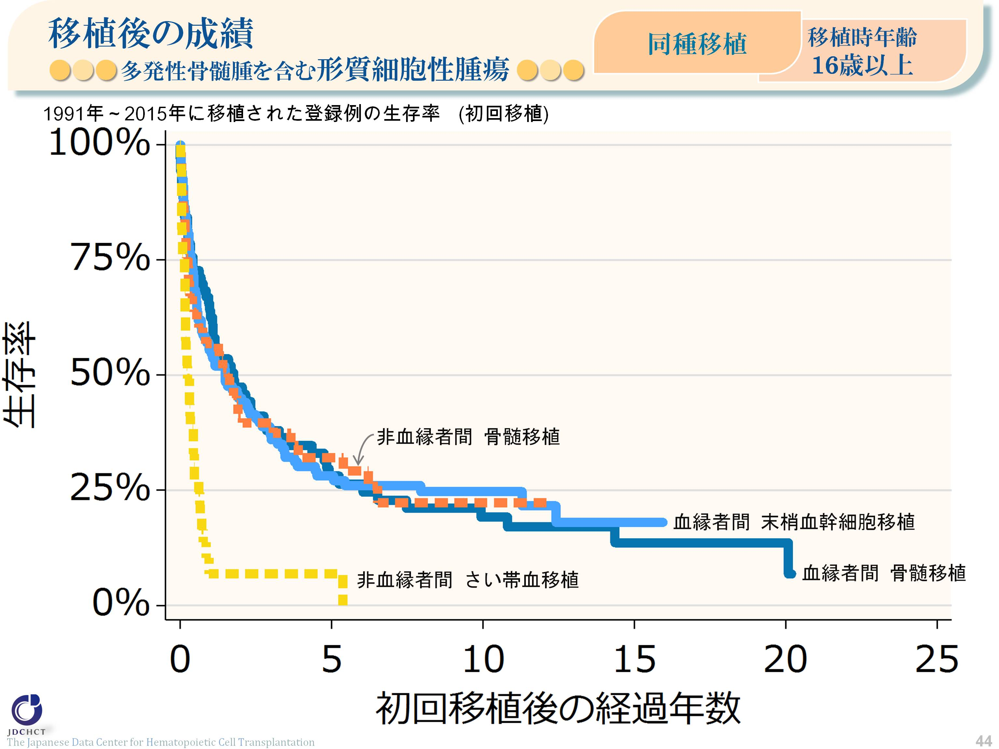 移植後の成績
多発性骨髄腫を含む形質細胞性腫瘍
同種移植
移植時年齢
16歳以上
1991年~2015年に移植された登録例の生存率 (初回移植)
100%
75%
50%
25%
0%
生存率
非血縁者間 骨髄移植
血縁者間 末梢血幹細胞移植
血縁者間 骨髄移植
非血縁者間 さい帯血移植
0 5 10 15 20 25
初回移植後の経過年数
JDCHCT
The Japanese Data Center for Hematopoietic Cell Transplantation
44